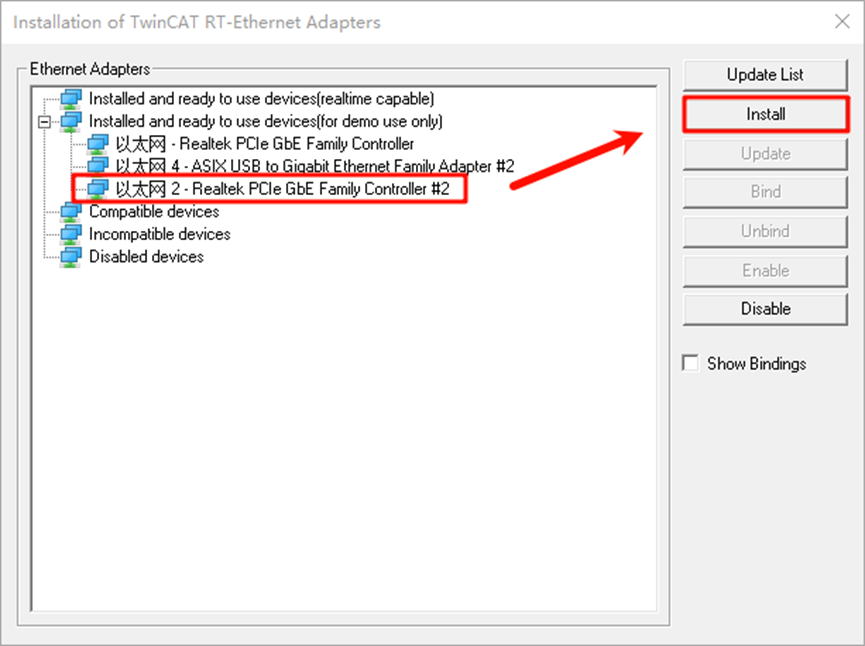 Installation of TwinCAT RT-Ethernet Adapters
Ethernet Adapters
Installed and ready to use devices(realtime capable)
Installed and ready to use devices(for demo use only)
以太网 - Realtek PCIe GbE Family Controller
以太网 4 - ASIX USB to Gigabit Ethernet Family Adapter #2
以太网 2 - Realtek PCIe GbE Family Controller #2
Compatible devices
Incompatible devices
Disabled devices
Update List
Install
Update
Bind
Unbind
Enable
Disable
Show Bindings